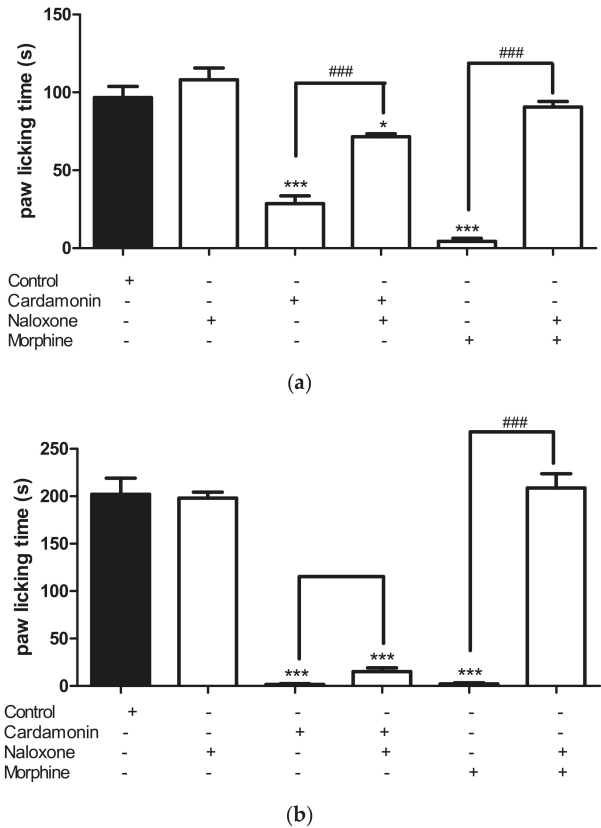 150
100
50
0
paw licking time (s)
###
###
***
*
***
Control + - - - - -
Cardamonin - - + + - -
Naloxone - + - + - +
Morphine - - - - + +
(a)
250
200
150
100
50
0
paw licking time (s)
###
***
***
***
Control + - - - - -
Cardamonin - - + + - -
Naloxone - + - + - +
Morphine - - - - + +
(b)